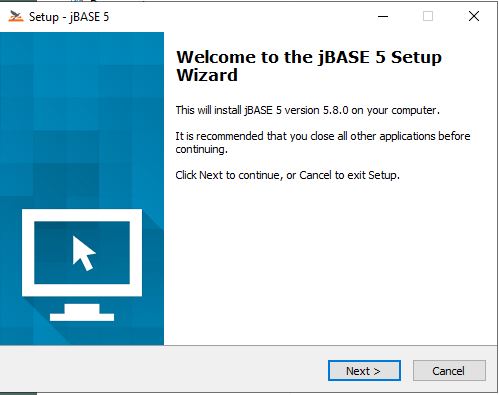 Setup - jBASE 5
Welcome to the jBASE 5 Setup
Wizard
This will install jBASE 5 version 5.8.0 on your computer.
It is recommended that you close all other applications before
continuing.
Click Next to continue, or Cancel to exit Setup.
Next >
Cancel